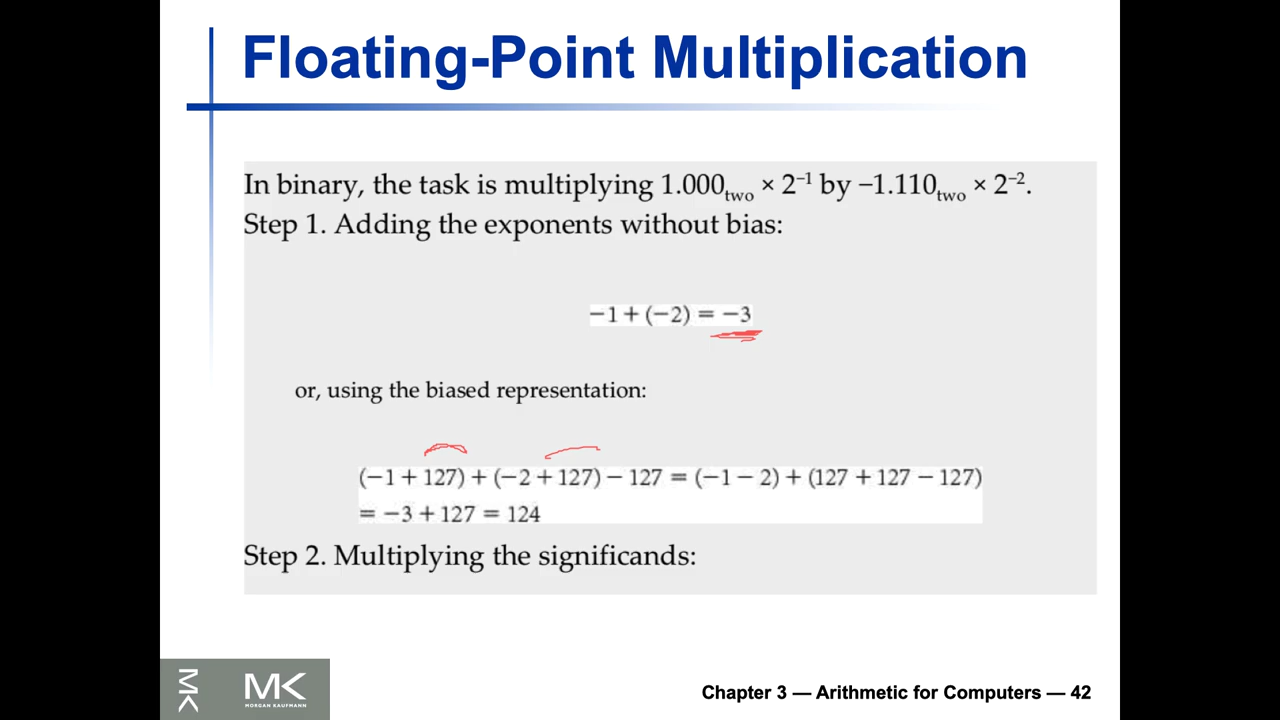 Floating-Point Multiplication
In binary, the task is multiplying 1.000two × 2⁻¹ by −1.110two × 2⁻².
Step 1. Adding the exponents without bias:
−1 + (−2) = −3
or, using the biased representation:
(−1 + 127) + (−2 + 127) − 127 = (−1 − 2) + (127 + 127 − 127)
= −3 + 127 = 124
Step 2. Multiplying the significands:
MK
MK
MORGAN KAUFMANN
Chapter 3 — Arithmetic for Computers — 42